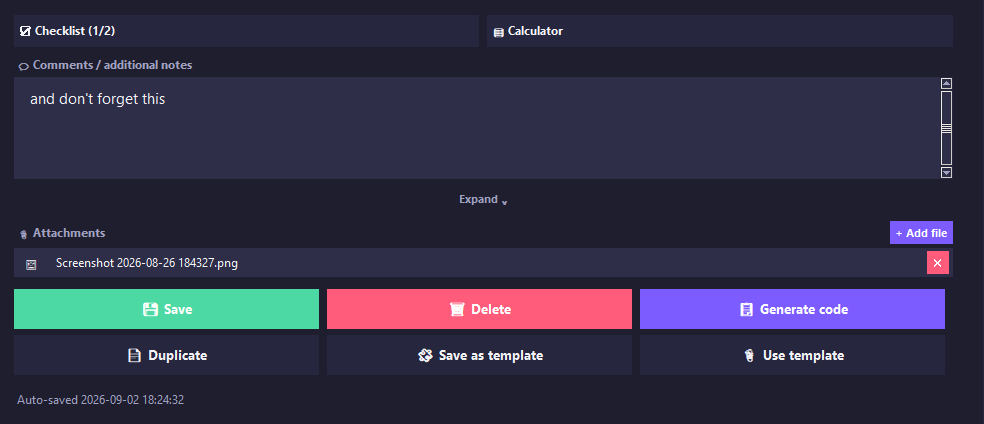 Checklist (1/2)
Calculator
Comments / additional notes
and don't forget this
Expand
Attachments
+ Add file
Screenshot 2026-08-26 184327.png
Save
Delete
Generate code
Duplicate
Save as template
Use template
Auto-saved 2026-09-02 18:24:32